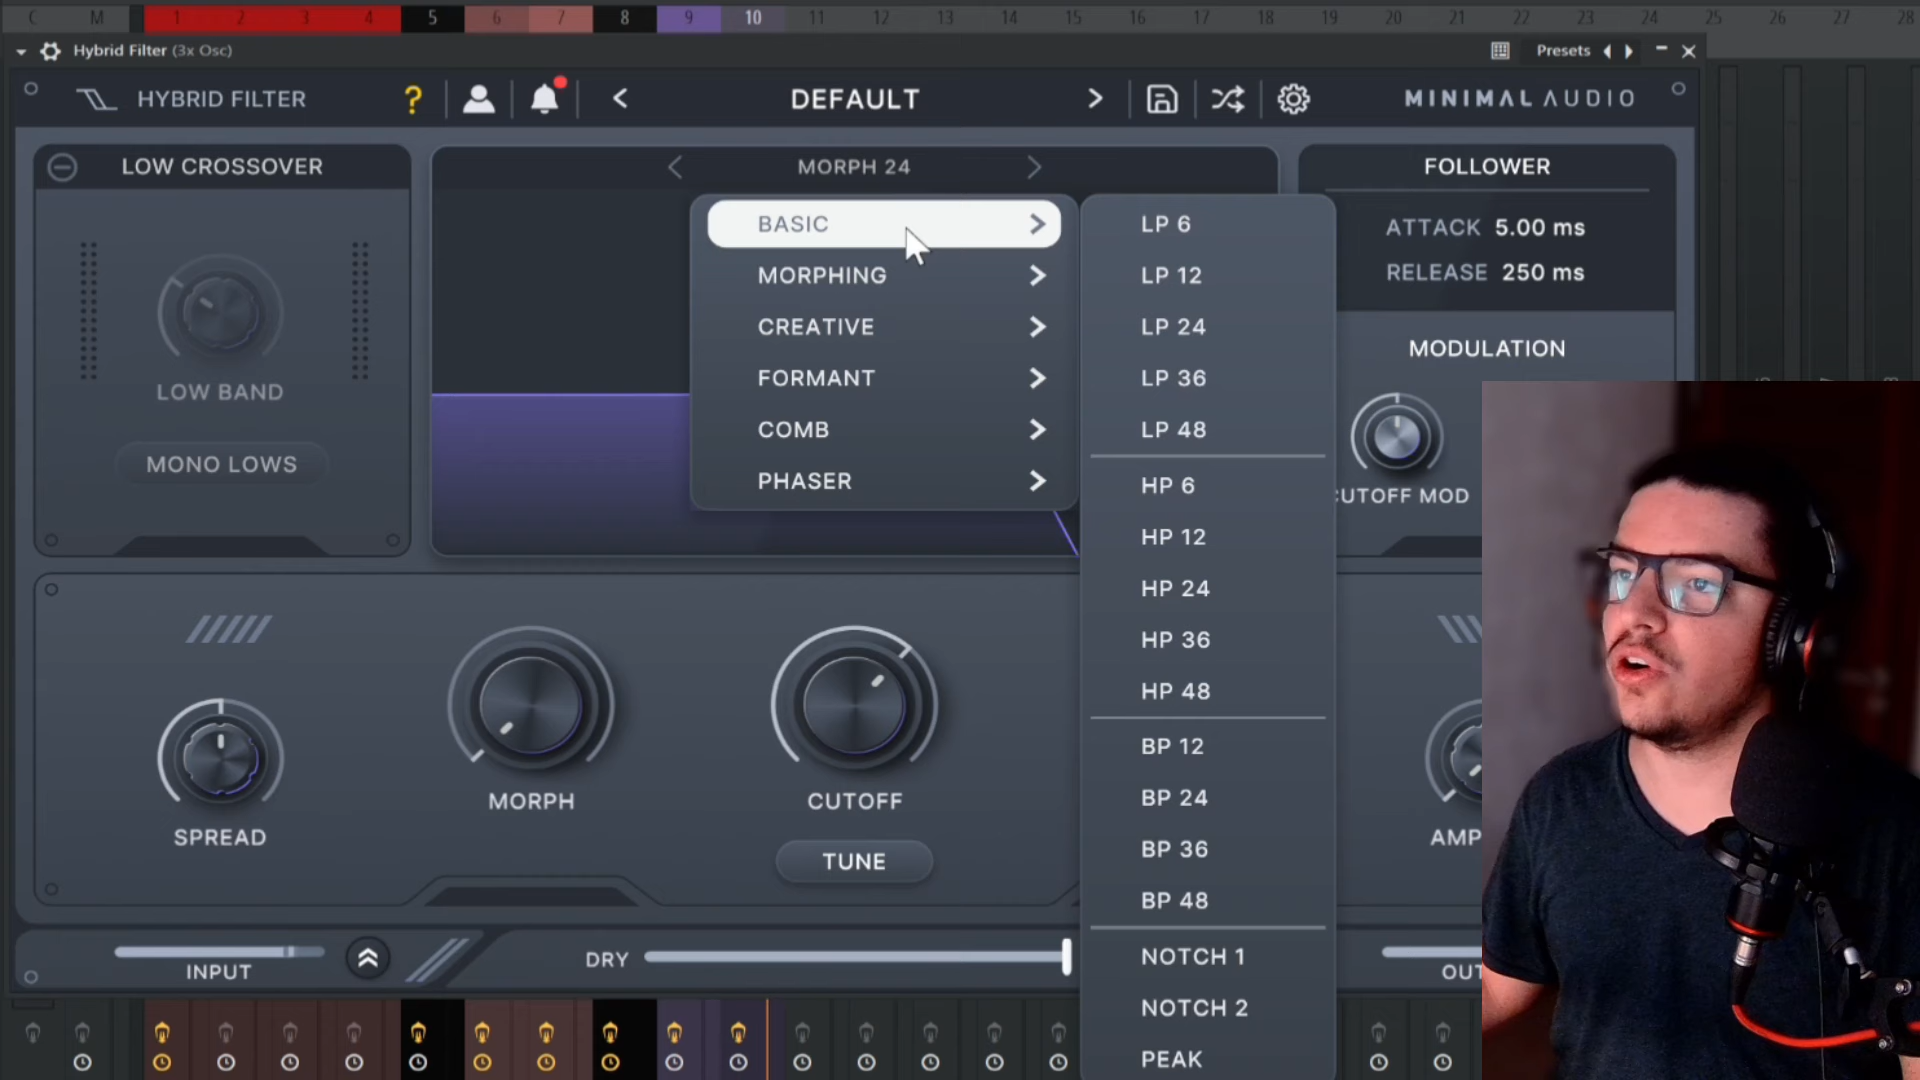 C M 1 2 3 4 5 6 7 8 9 10 11 12 13 14 15 16 17 18 19 20 21 22 23 24 25 26 27 28
Hybrid Filter (3x Osc) Presets
HYBRID FILTER ? DEFAULT MINIMAL AUDIO
LOW CROSSOVER
LOW BAND
MONO LOWS
MORPH 24
BASIC
MORPHING
CREATIVE
FORMANT
COMB
PHASER
LP 6
LP 12
LP 24
LP 36
LP 48
HP 6
HP 12
HP 24
HP 36
HP 48
BP 12
BP 24
BP 36
BP 48
NOTCH 1
NOTCH 2
PEAK
FOLLOWER
ATTACK 5.00 ms
RELEASE 250 ms
MODULATION
CUTOFF MOD
SPREAD
MORPH
CUTOFF
TUNE
AMP
INPUT
DRY
OUT